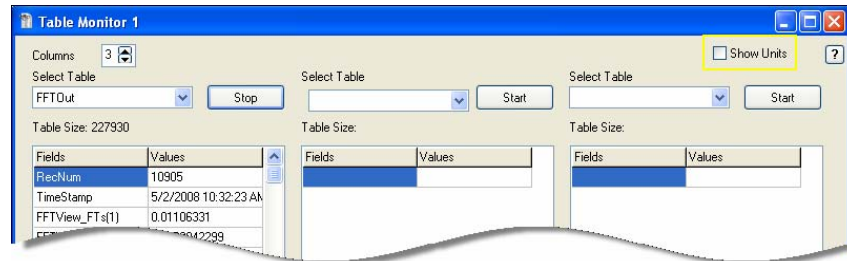 Table Monitor 1
Columns 3 Show Units ?
Select Table Select Table Select Table
FFTOut Stop Start Start
Table Size: 227930 Table Size: Table Size:
Fields Values Fields Values Fields Values
RecNum 10905
TimeStamp 5/2/2008 10:32:23 AM
FFTView_FTs(1) 0.01106331